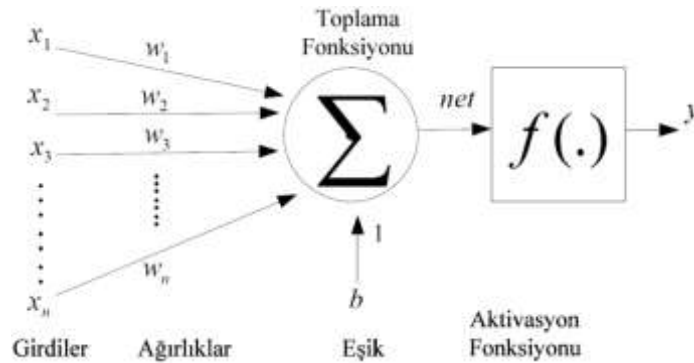 Toplama
Fonksiyonu
x1
w1
x2
w2
x3
w3
xn
wn
Σ
net
f(.)
y
1
b
Girdiler
Ağırlıklar
Eşik
Aktivasyon
Fonksiyonu